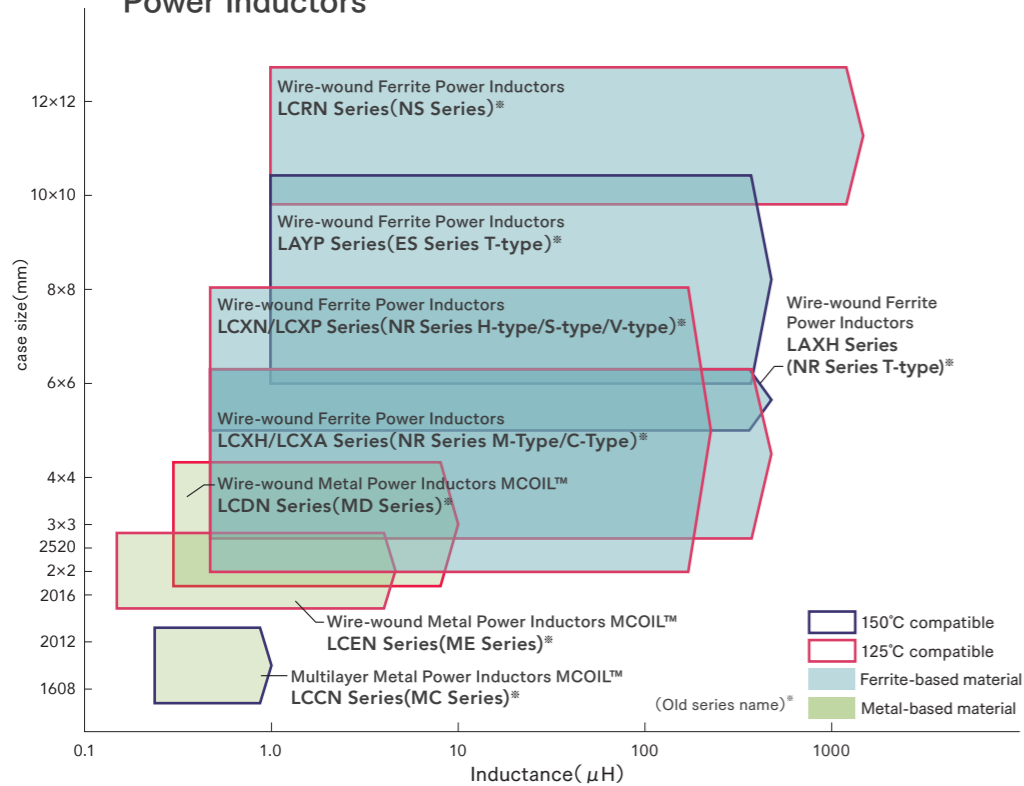 Power Inductors
case size(mm)
12×12
10×10
8×8
6×6
4×4
3×3
2520
2×2
2016
2012
1608
Wire-wound Ferrite Power Inductors
LCRN Series(NS Series)※
Wire-wound Ferrite Power Inductors
LAYP Series(ES Series T-type)※
Wire-wound Ferrite Power Inductors
LCXN/LCXP Series(NR Series H-type/S-type/V-type)※
Wire-wound Ferrite
Power Inductors
LAXH Series
(NR Series T-type)※
Wire-wound Ferrite Power Inductors
LCXH/LCXA Series(NR Series M-Type/C-Type)※
Wire-wound Metal Power Inductors MCOIL™
LCDN Series(MD Series)※
Wire-wound Metal Power Inductors MCOIL™
LCEN Series(ME Series)※
Multilayer Metal Power Inductors MCOIL™
LCCN Series(MC Series)※
(Old series name)※
150℃ compatible
125℃ compatible
Ferrite-based material
Metal-based material
0.1
1.0
10
100
1000
Inductance( μH)